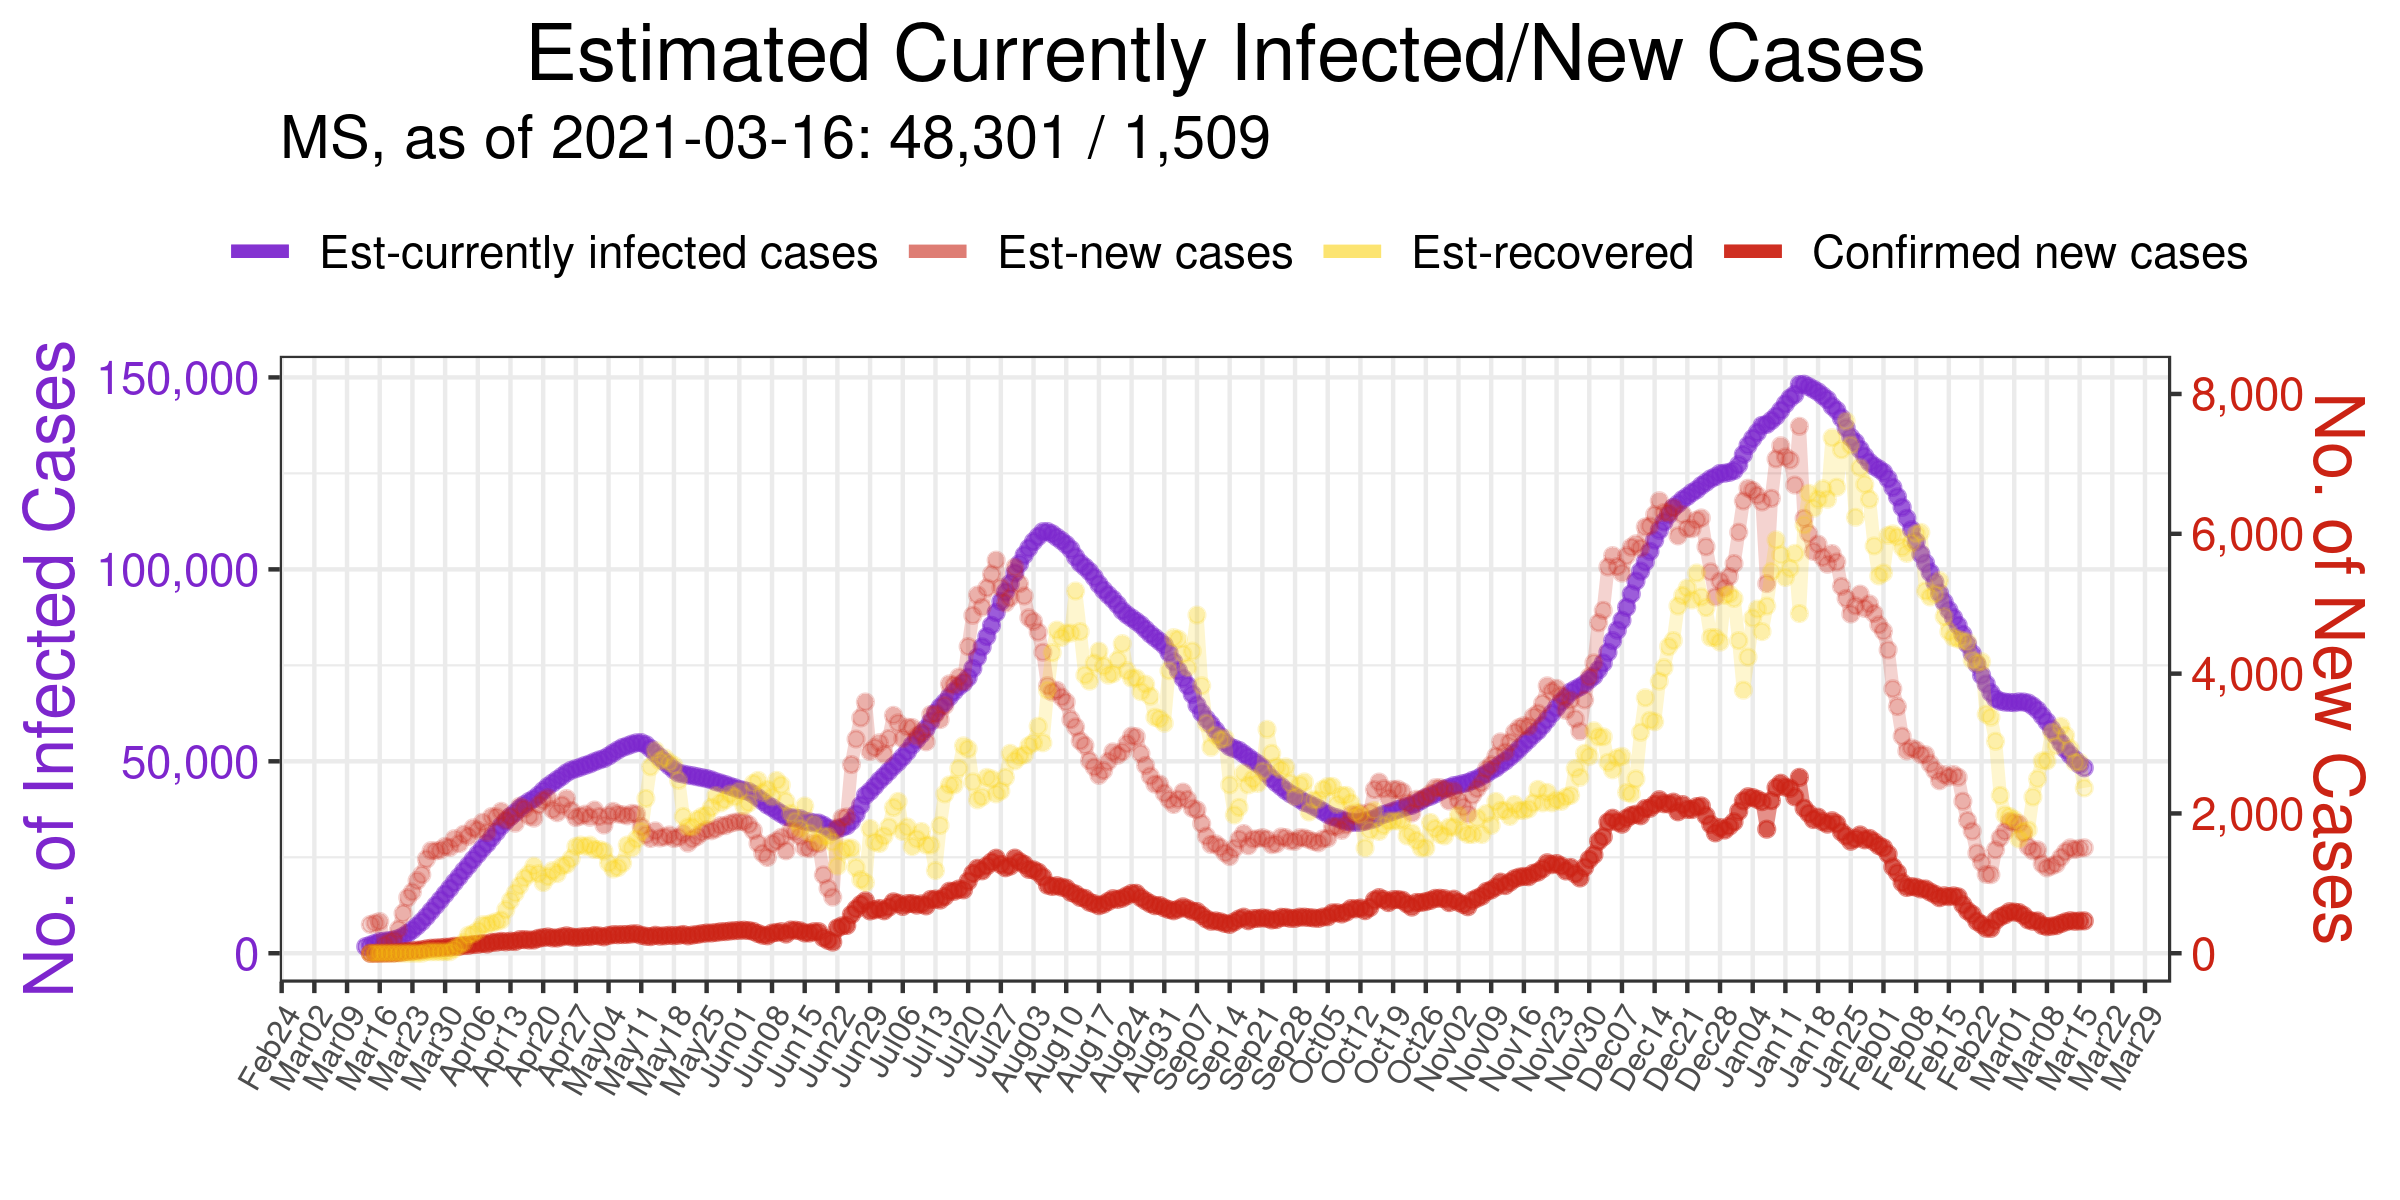 Estimated Currently Infected/New Cases
MS, as of 2021-03-16: 48,301 / 1,509
Est-currently infected cases Est-new cases Est-recovered Confirmed new cases
No. of Infected Cases
150,000
100,000
50,000
0
8,000
6,000
4,000
2,000
0
No. of New Cases
Feb24 Mar02 Mar09 Mar16 Mar23 Mar30 Apr06 Apr13 Apr20 Apr27 May04 May11 May18 May25 Jun01 Jun08 Jun15 Jun22 Jun29 Jul06 Jul13 Jul20 Jul27 Aug03 Aug10 Aug17 Aug24 Aug31 Sep07 Sep14 Sep21 Sep28 Oct05 Oct12 Oct19 Oct26 Nov02 Nov09 Nov16 Nov23 Nov30 Dec07 Dec14 Dec21 Dec28 Jan04 Jan11 Jan18 Jan25 Feb01 Feb08 Feb15 Feb22 Mar01 Mar08 Mar15 Mar22 Mar29